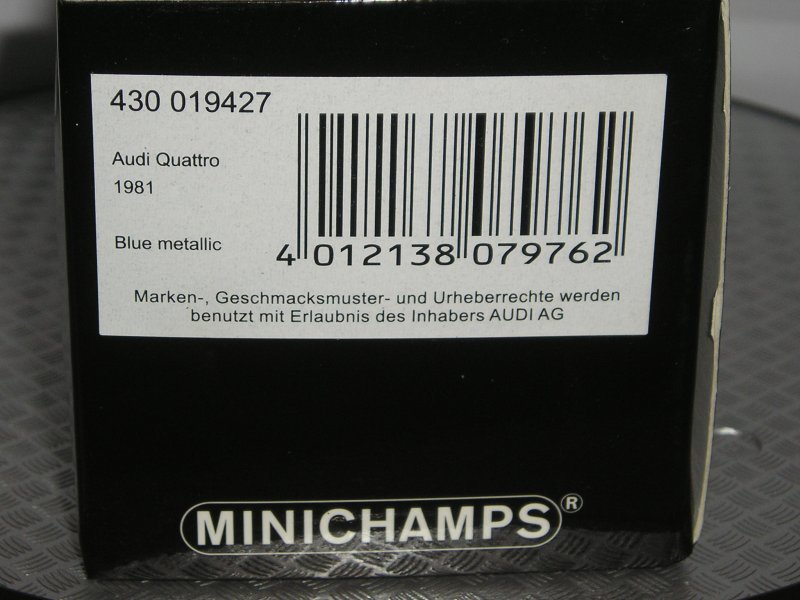 430 019427
Audi Quattro
1981
Blue metallic
4 012138 079762
Marken-, Geschmacksmuster- und Urheberrechte werden
benutzt mit Erlaubnis des Inhabers AUDI AG
MINICHAMPS®